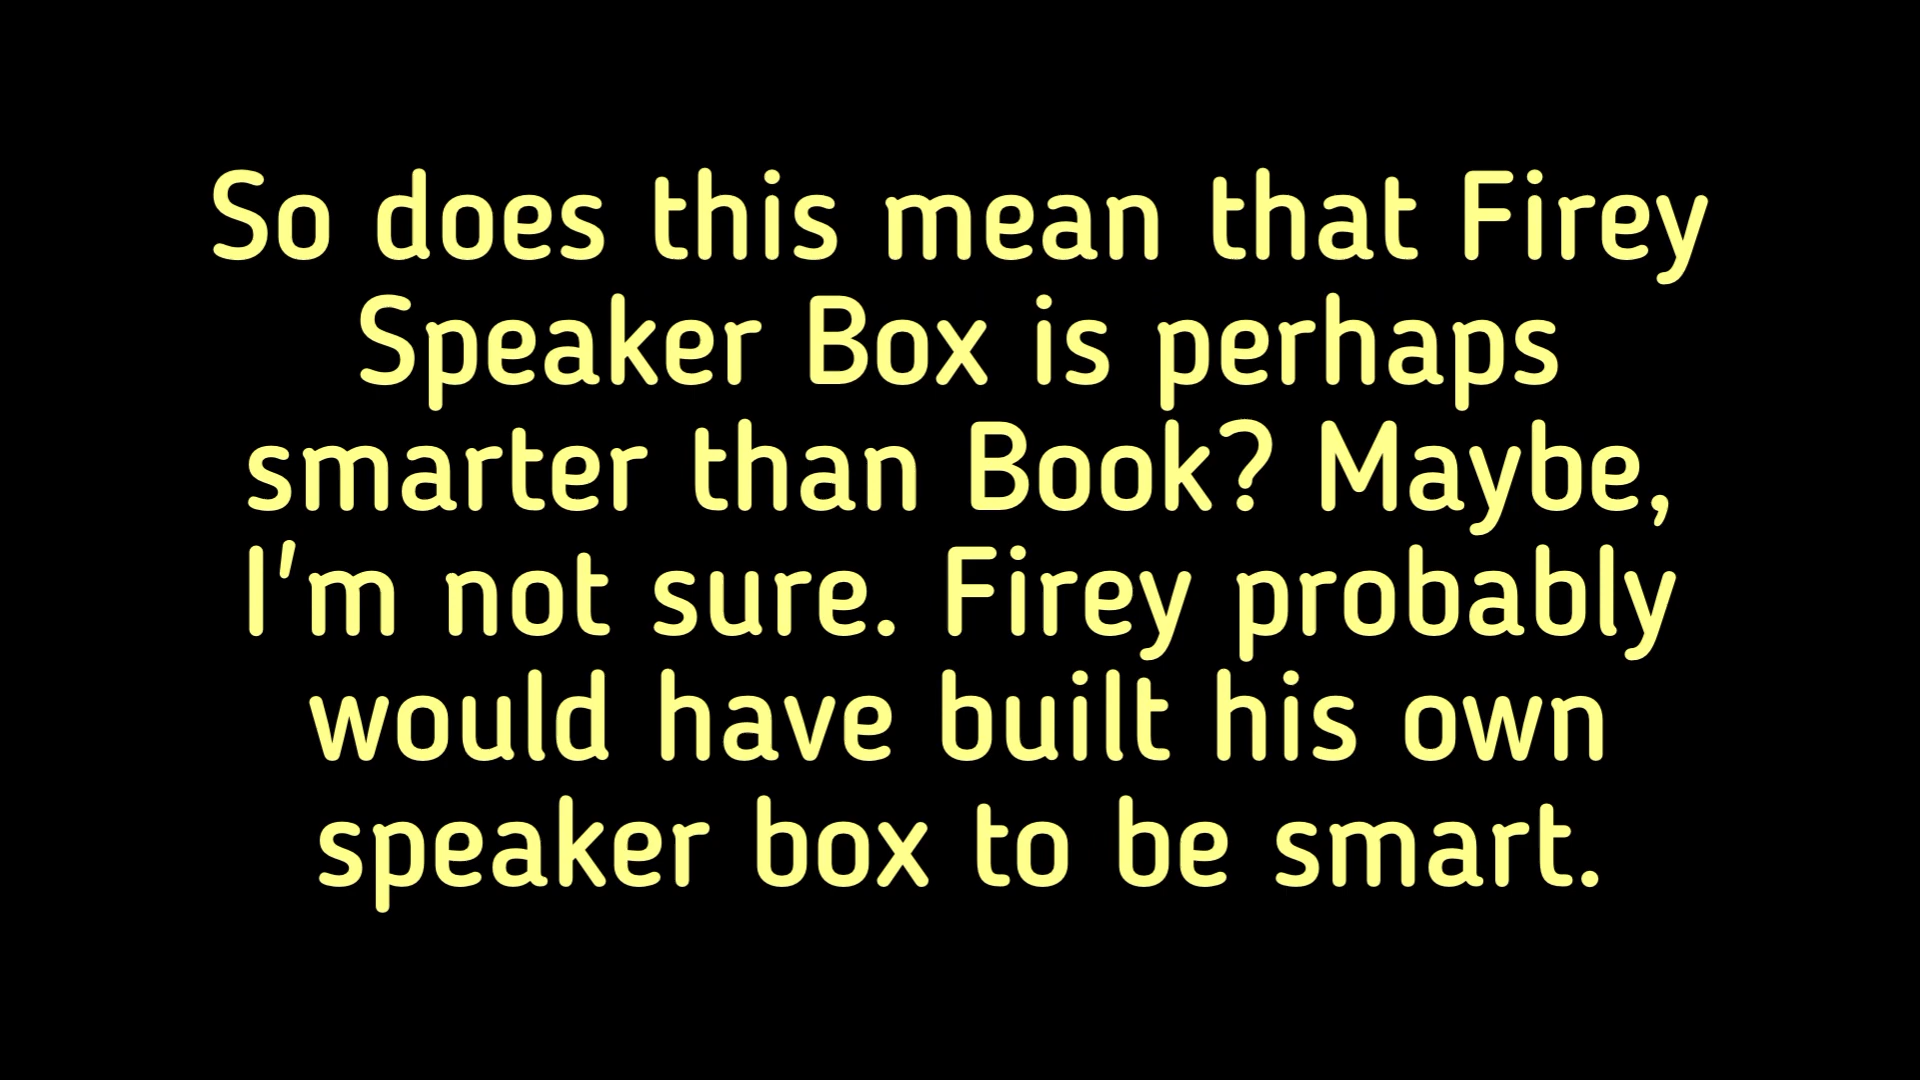 So does this mean that Firey
Speaker Box is perhaps
smarter than Book? Maybe,
I'm not sure. Firey probably
would have built his own
speaker box to be smart.